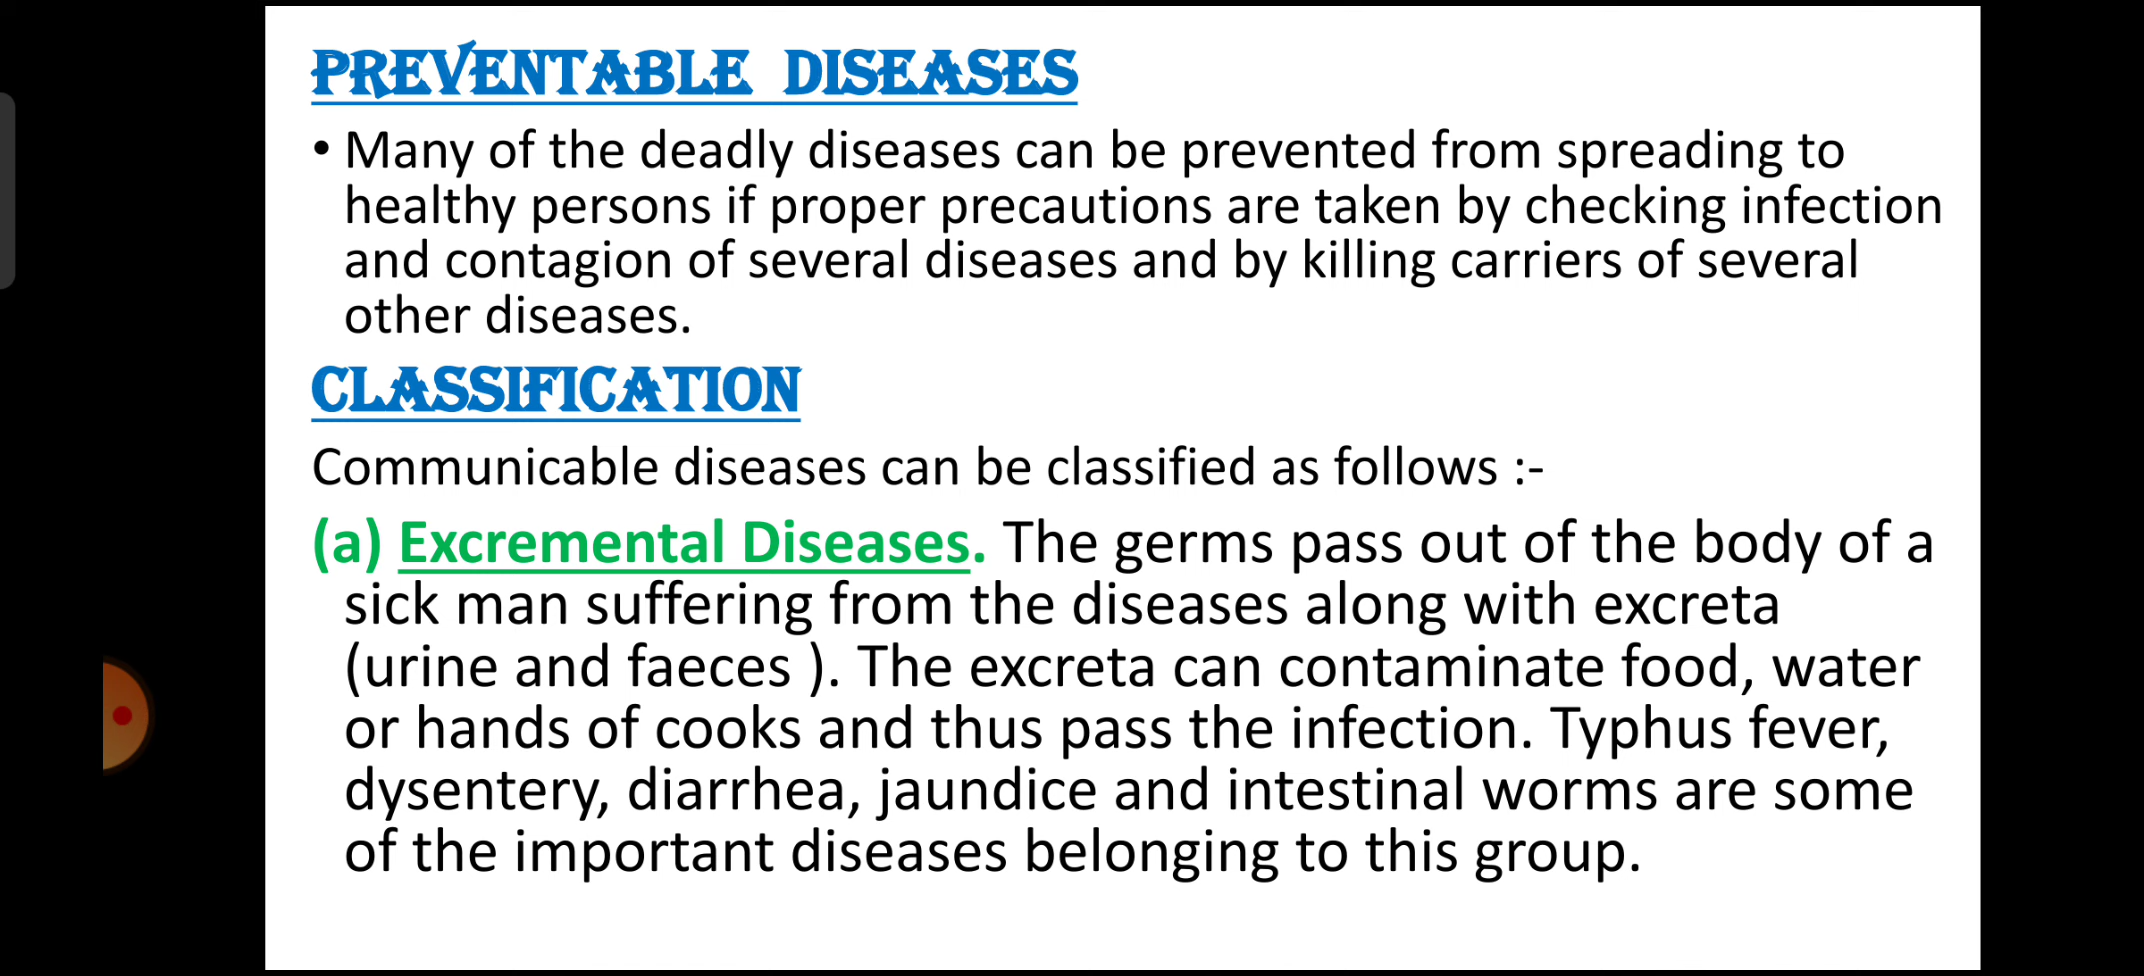 PREVENTABLE DISEASES
• Many of the deadly diseases can be prevented from spreading to
healthy persons if proper precautions are taken by checking infection
and contagion of several diseases and by killing carriers of several
other diseases.
CLASSIFICATION
Communicable diseases can be classified as follows :-
(a) Excremental Diseases. The germs pass out of the body of a
sick man suffering from the diseases along with excreta
(urine and faeces ). The excreta can contaminate food, water
or hands of cooks and thus pass the infection. Typhus fever,
dysentery, diarrhea, jaundice and intestinal worms are some
of the important diseases belonging to this group.